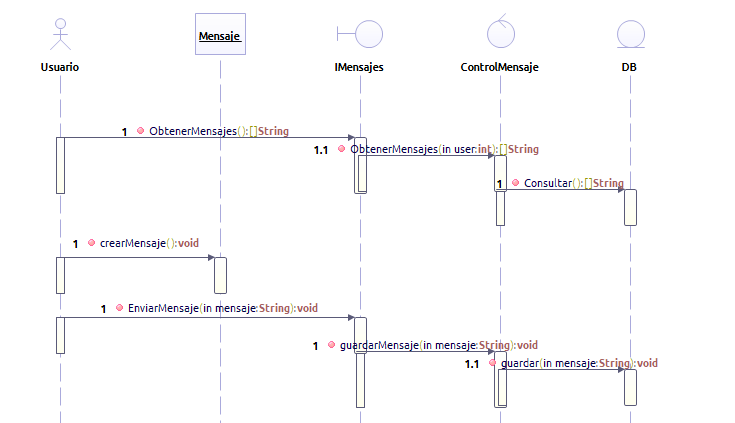 Usuario
Mensaje
IMensajes
ControlMensaje
DB
1 ObtenerMensajes():[]String
1.1 ObtenerMensajes(in user:int):[]String
1 Consultar():[]String
1 crearMensaje():void
1 EnviarMensaje(in mensaje:String):void
1 guardarMensaje(in mensaje:String):void
1.1 guardar(in mensaje:String):void